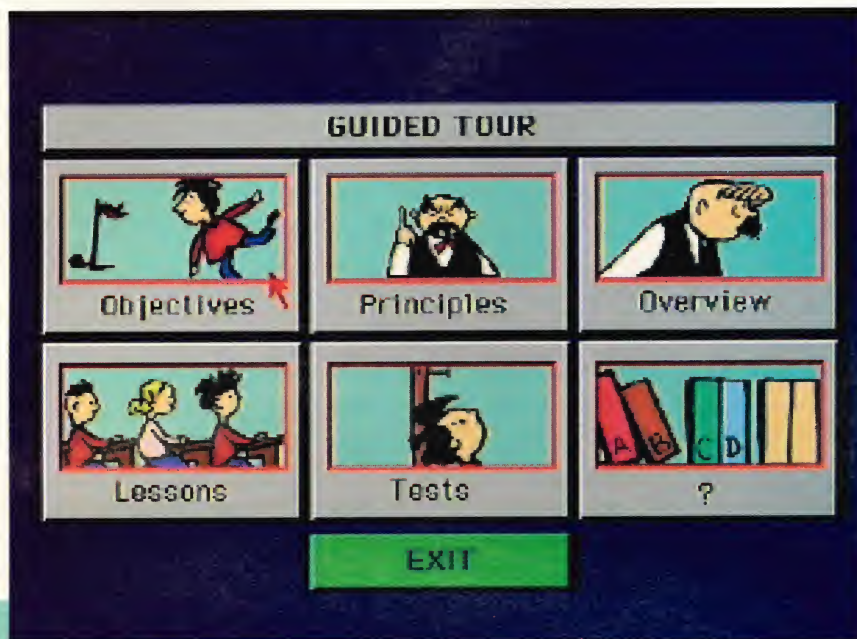 GUIDED TOUR
Objectives
Principles
Overview
A B C D
Lessons
Tests
?
EXIT